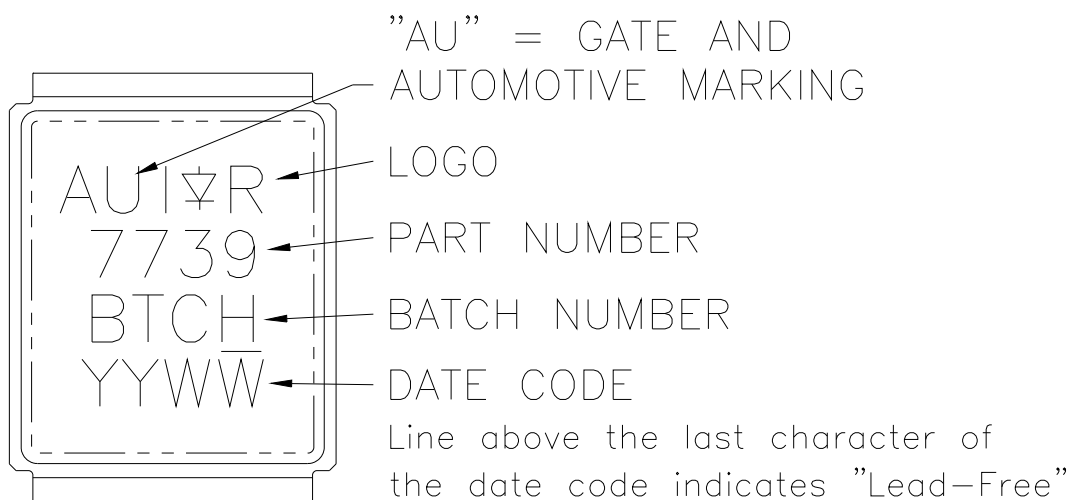 ”AU” = GATE AND
AUTOMOTIVE MARKING
AUI R
LOGO
7739
PART NUMBER
BTCH
BATCH NUMBER
YYWW̅
DATE CODE
Line above the last character of
the date code indicates ”Lead-Free”